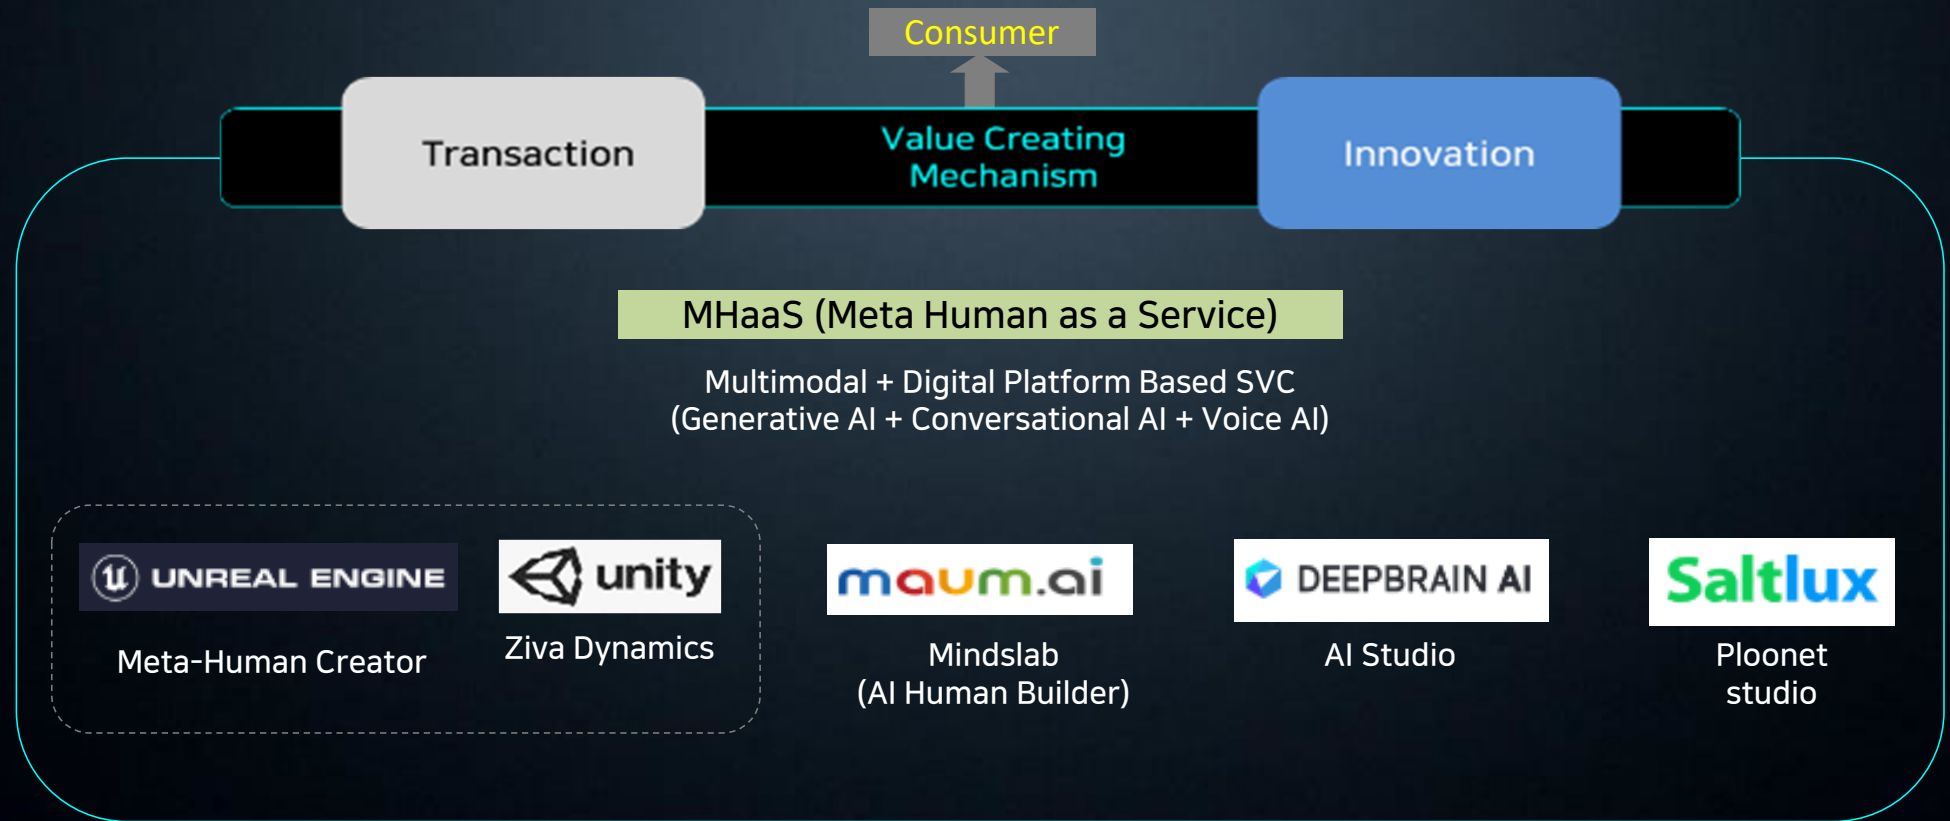 Consumer
Transaction
Value Creating
Mechanism
Innovation
MHaaS (Meta Human as a Service)
Multimodal + Digital Platform Based SVC
(Generative AI + Conversational AI + Voice AI)
UNREAL ENGINE
Meta-Human Creator
unity
Ziva Dynamics
maum.ai
Mindslab
(AI Human Builder)
DEEPBRAIN AI
AI Studio
Saltlux
Ploonet
studio